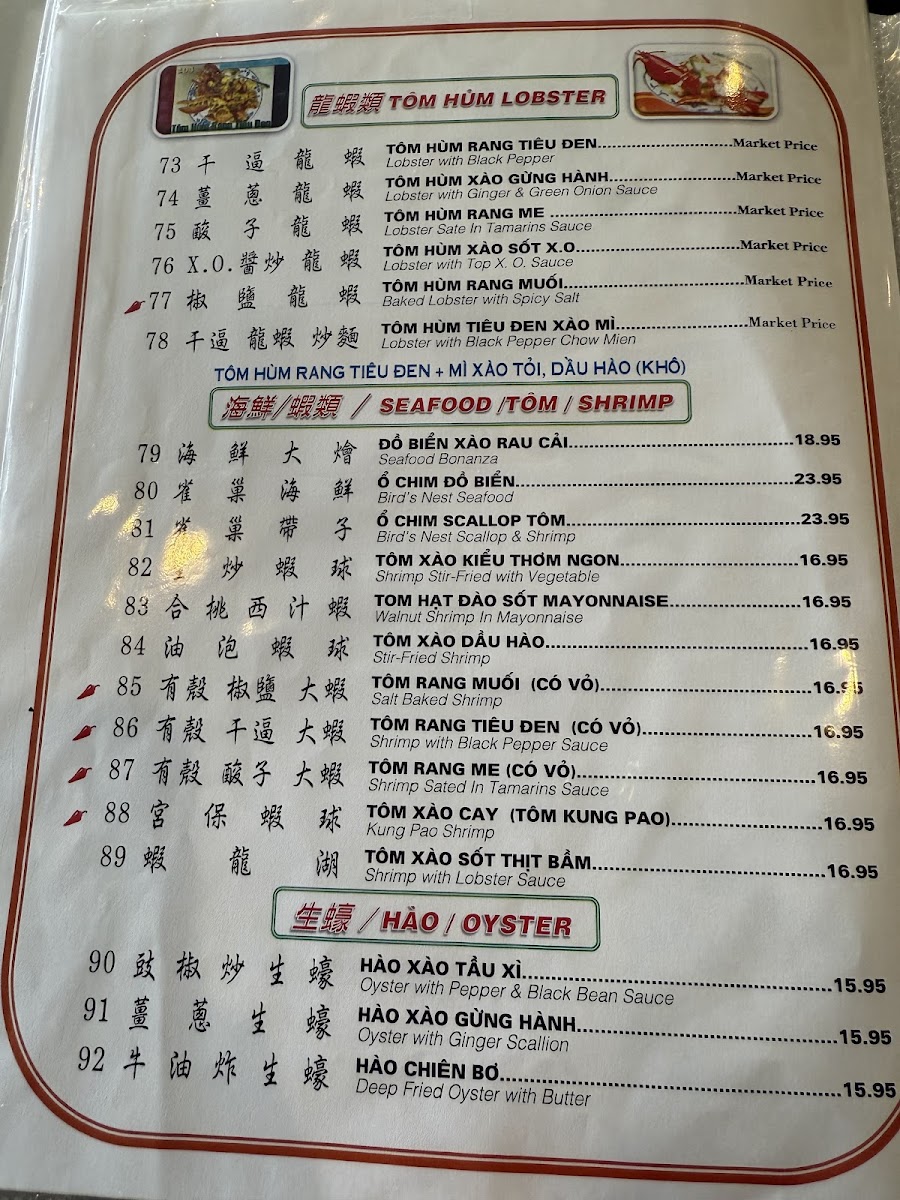 Tôm Hùm Rang Tiêu Đen
龍蝦類 TÔM HỦM LOBSTER
73 干逼龍蝦 TÔM HÙM RANG TIÊU ĐEN..............................Market Price
Lobster with Black Pepper
74 薑蔥龍蝦 TÔM HÙM XÀO GỪNG HÀNH..............................Market Price
Lobster with Ginger & Green Onion Sauce
75 酸子龍蝦 TÔM HÙM RANG ME ..............................Market Price
Lobster Sate In Tamarins Sauce
76 X.O.醬炒龍蝦 TÔM HÙM XÀO SỐT X.O..............................Market Price
Lobster with Top X. O. Sauce
77 椒鹽龍蝦 TÔM HÙM RANG MUỐI..............................Market Price
Baked Lobster with Spicy Salt
78 干逼龍蝦炒麵 TÔM HÙM TIÊU ĐEN XÀO MÌ..............................Market Price
Lobster with Black Pepper Chow Mien
TÔM HÙM RANG TIÊU ĐEN + MÌ XÀO TỎI, DẦU HÀO (KHÔ)
海鮮/蝦類 / SEAFOOD /TÔM / SHRIMP
79 海鮮大燴 ĐỒ BIỂN XÀO RAU CẢI..............................18.95
Seafood Bonanza
80 雀巢海鮮 Ổ CHIM ĐỒ BIỂN..............................23.95
Bird's Nest Seafood
81 雀巢帶子 Ổ CHIM SCALLOP TÔM..............................23.95
Bird's Nest Scallop & Shrimp
82 炒蝦球 TÔM XÀO KIỂU THƠM NGON..............................16.95
Shrimp Stir-Fried with Vegetable
83 合桃西汁蝦 TOM HẠT ĐÀO SỐT MAYONNAISE..............................16.95
Walnut Shrimp In Mayonnaise
84 油泡蝦球 TÔM XÀO DẦU HÀO..............................16.95
Stir-Fried Shrimp
85 有殼椒鹽大蝦 TÔM RANG MUỐI (CÓ VỎ)..............................16.95
Salt Baked Shrimp
86 有殼干逼大蝦 TÔM RANG TIÊU ĐEN (CÓ VỎ)..............................16.95
Shrimp with Black Pepper Sauce
87 有殼酸子大蝦 TÔM RANG ME (CÓ VỎ)..............................16.95
Shrimp Sated In Tamarins Sauce
88 宮保蝦球 TÔM XÀO CAY (TÔM KUNG PAO)..............................16.95
Kung Pao Shrimp
89 蝦龍湖 TÔM XÀO SỐT THỊT BẦM..............................16.95
Shrimp with Lobster Sauce
生蠔 / HẢO / OYSTER
90 豉椒炒生蠔 HÀO XÀO TẦU XÌ..............................15.95
Oyster with Pepper & Black Bean Sauce
91 薑蔥生蠔 HÀO XÀO GỪNG HÀNH..............................15.95
Oyster with Ginger Scallion
92 牛油炸生蠔 HÀO CHIÊN BƠ..............................15.95
Deep Fried Oyster with Butter